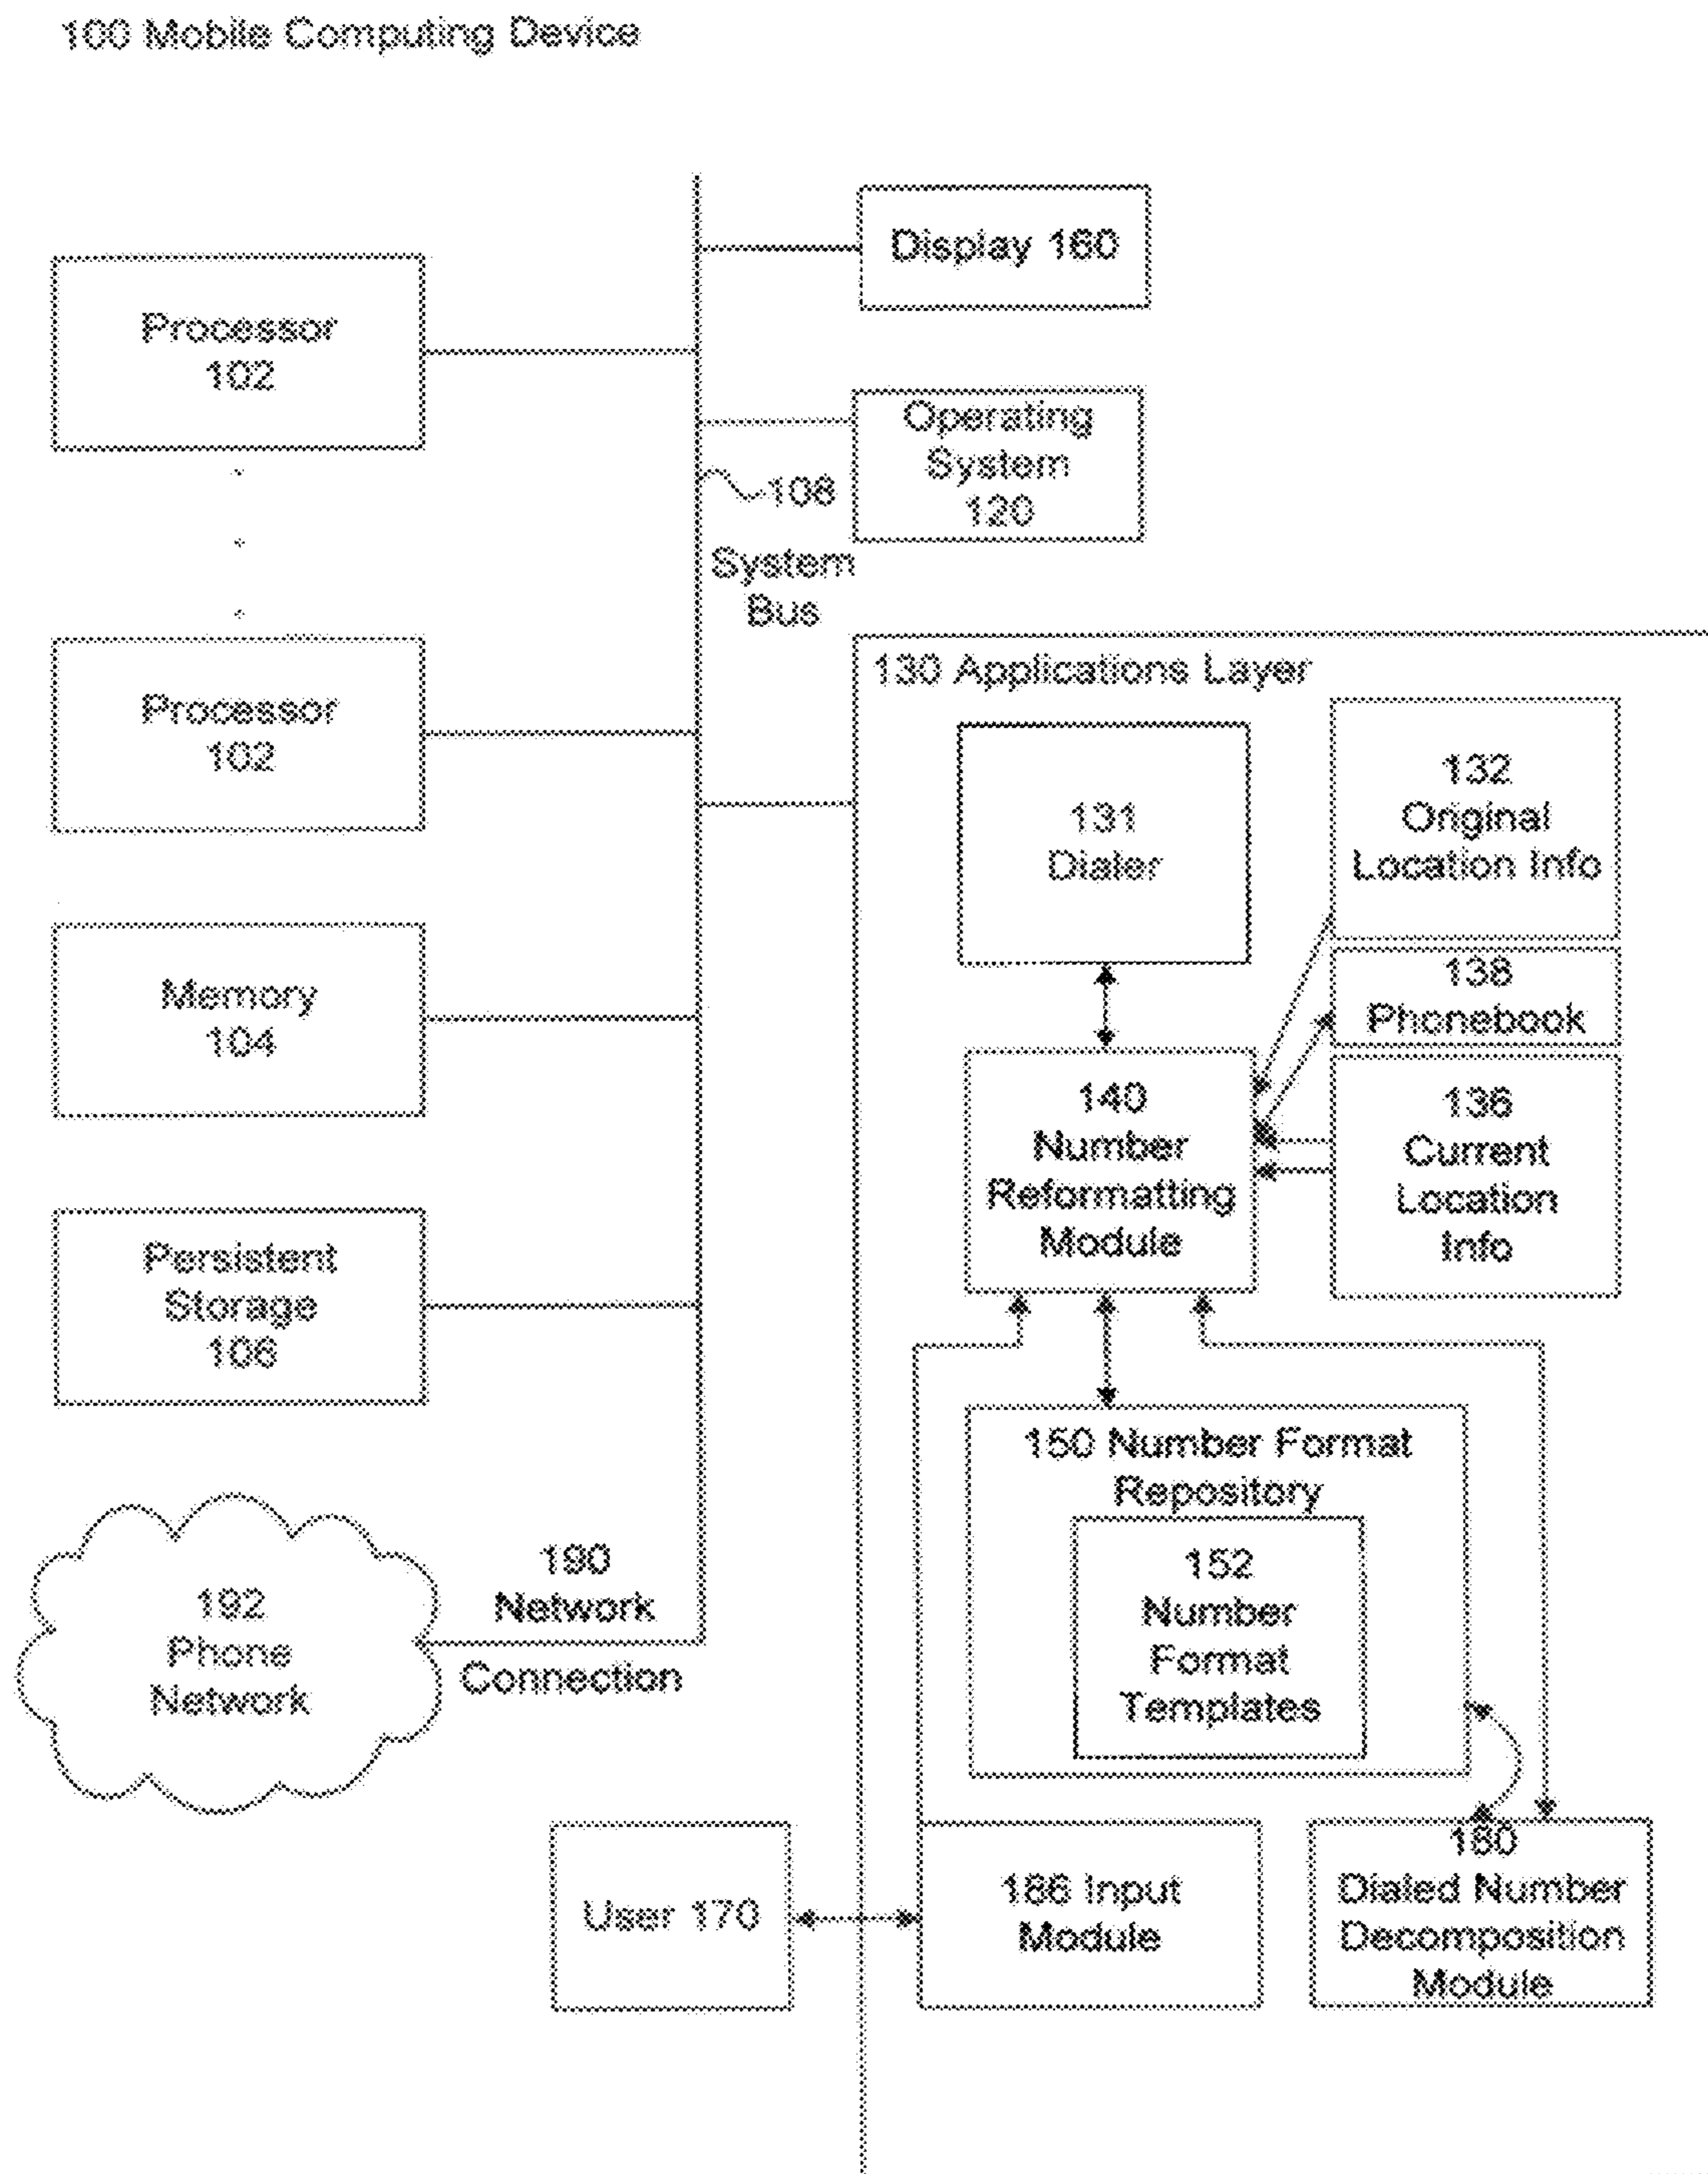 100 Mobile Computing Device
Display 160
Processor
102
Operating
System
120
108
System
Bus
130 Applications Layer
Processor
102
131
Dialer
132
Original
Location Info
138
Phonebook
Memory
104
140
Number
Reformatting
Module
136
Current
Location
Info
Persistent
Storage
106
150 Number Format
Repository
152
Number
Format
Templates
190
Network
Connection
192
Phone
Network
User 170
186 Input
Module
180
Dialed Number
Decomposition
Module